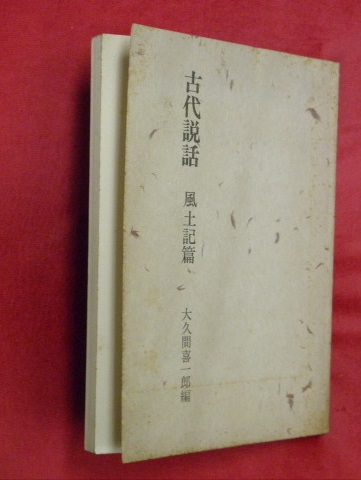 古代説話 風土記篇 大久間喜一郎編